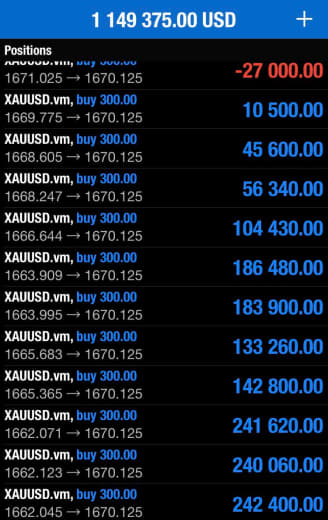 1 149 375.00 USD +
Positions
XAUUSD.vm, buy 300.00
1671.025 → 1670.125 -27 000.00
XAUUSD.vm, buy 300.00
1669.775 → 1670.125 10 500.00
XAUUSD.vm, buy 300.00
1668.605 → 1670.125 45 600.00
XAUUSD.vm, buy 300.00
1668.247 → 1670.125 56 340.00
XAUUSD.vm, buy 300.00
1666.644 → 1670.125 104 430.00
XAUUSD.vm, buy 300.00
1663.909 → 1670.125 186 480.00
XAUUSD.vm, buy 300.00
1663.995 → 1670.125 183 900.00
XAUUSD.vm, buy 300.00
1665.683 → 1670.125 133 260.00
XAUUSD.vm, buy 300.00
1665.365 → 1670.125 142 800.00
XAUUSD.vm, buy 300.00
1662.071 → 1670.125 241 620.00
XAUUSD.vm, buy 300.00
1662.123 → 1670.125 240 060.00
XAUUSD.vm, buy 300.00
1662.045 → 1670.125 242 400.00